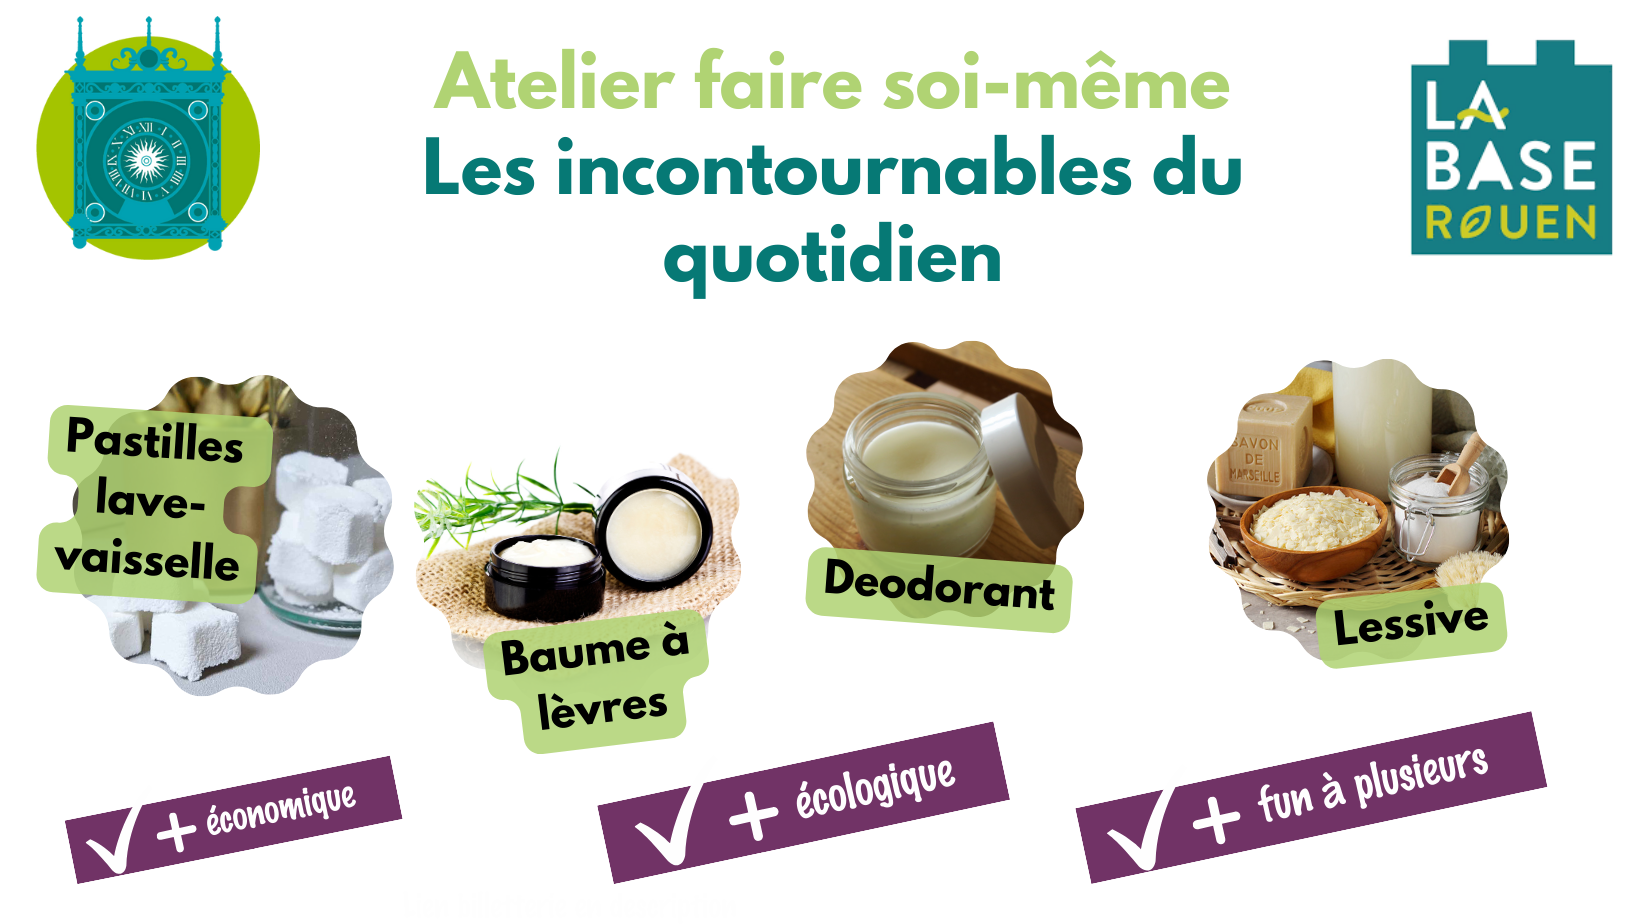 Atelier faire soi-même
Les incontournables du
quotidien
LA
BASE
ROUEN
Pastilles
lave-
vaisselle
Baume à
lèvres
Deodorant
SAVON
DE
MARSEILLE
Lessive
+ économique
+ écologique
+ fun à plusieurs